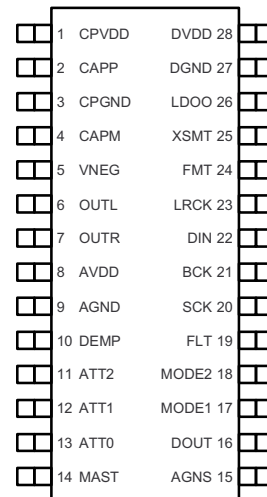 1 CPVDD DVDD 28
2 CAPP DGND 27
3 CPGND LDOO 26
4 CAPM XSMT 25
5 VNEG FMT 24
6 OUTL LRCK 23
7 OUTR DIN 22
8 AVDD BCK 21
9 AGND SCK 20
10 DEMP FLT 19
11 ATT2 MODE2 18
12 ATT1 MODE1 17
13 ATT0 DOUT 16
14 MAST AGNS 15